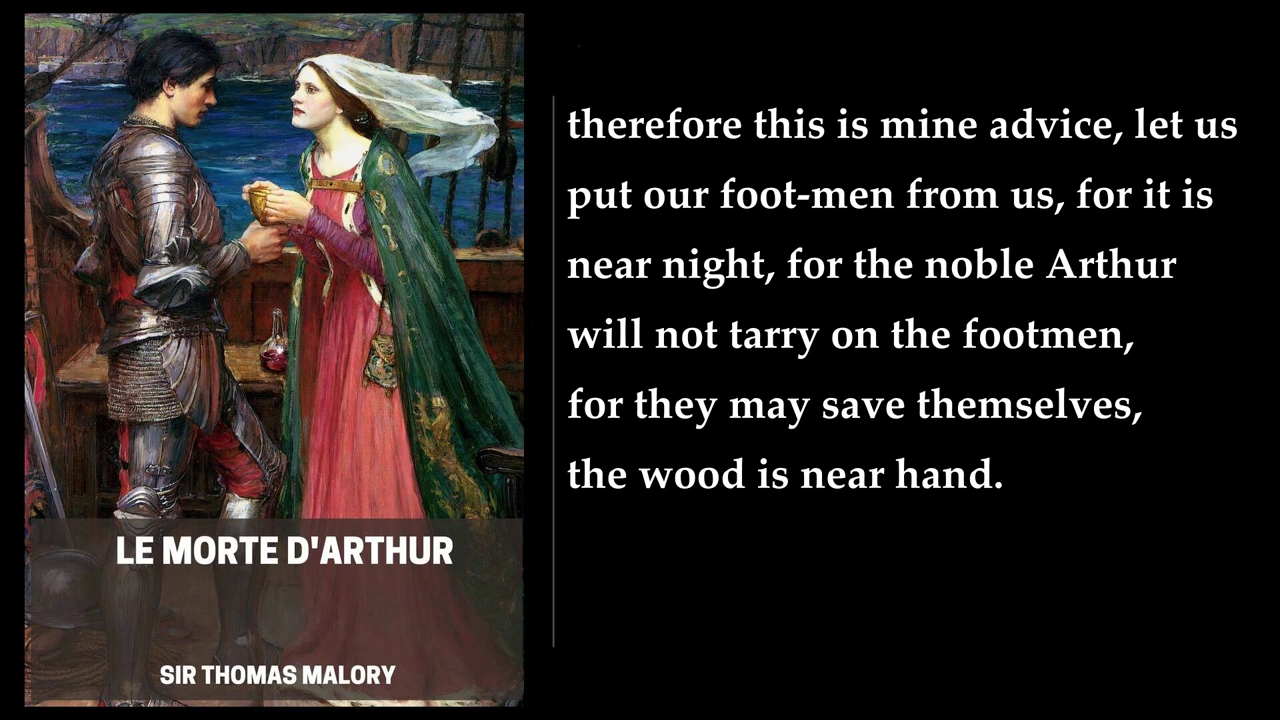 therefore this is mine advice, let us
put our foot-men from us, for it is
near night, for the noble Arthur
will not tarry on the footmen,
for they may save themselves,
the wood is near hand.
LE MORTE D'ARTHUR
SIR THOMAS MALORY